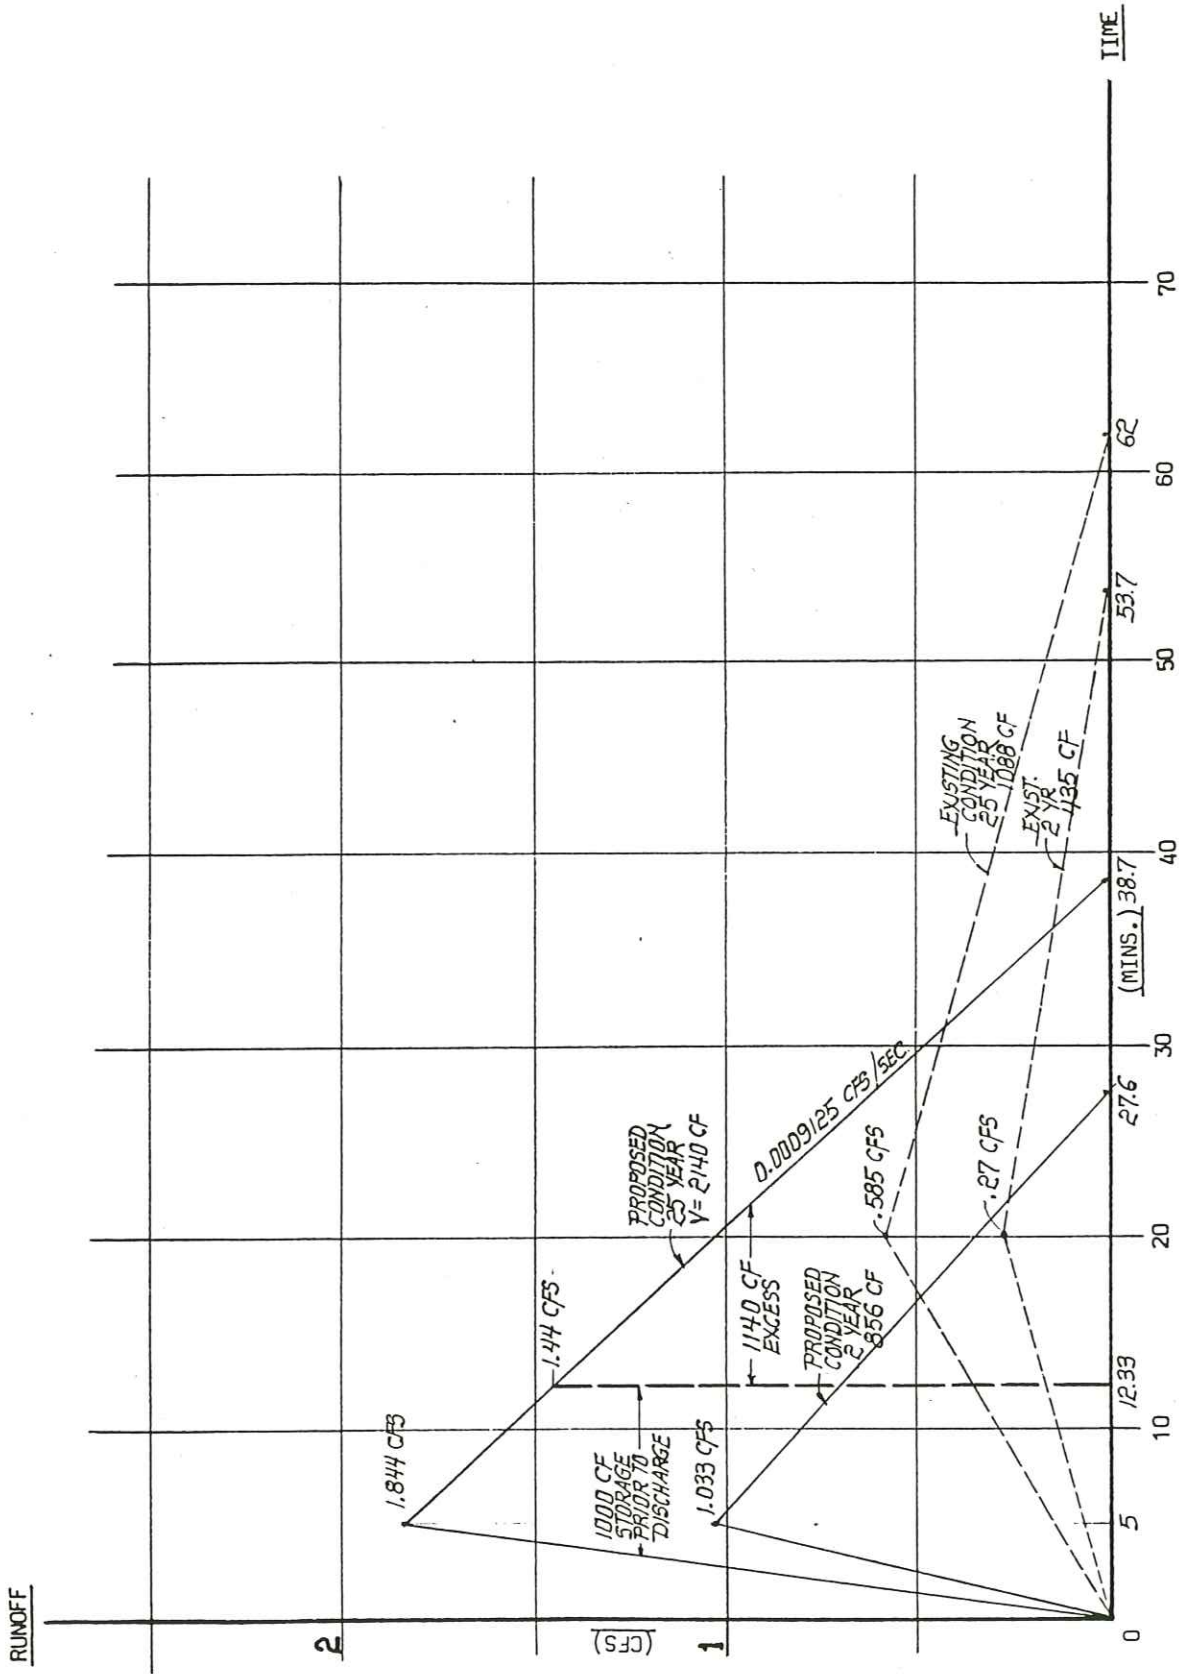 RUNOFF
2
(CFS)
1
1.844 CFS
1.44 CFS
PROPOSED
CONDITION
25 YEAR
V=2140 CF
0.0009125 CFS/SEC.
1000 CF
STORAGE
PRIOR TO
DISCHARGE
1140 CF
EXCESS
1.033 CFS
PROPOSED
CONDITION
2 YEAR
856 CF
.585 CFS
.27 CFS
EXISTING
CONDITION
25 YEAR
1088 CF
EXIST.
2 YR
435 CF
0
5
10
12.33
20
27.6
30
(MINS.)
38.7
40
50
53.7
60
62
70
TIME